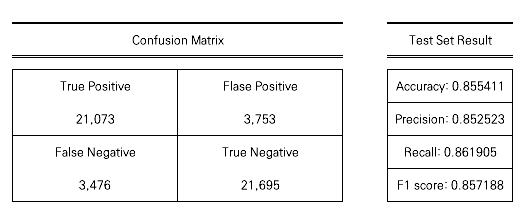 Confusion Matrix
True Positive
Flase Positive
21,073
3,753
False Negative
True Negative
3,476
21,695
Test Set Result
Accuracy: 0.855411
Precision: 0.852523
Recall: 0.861905
F1 score: 0.857188